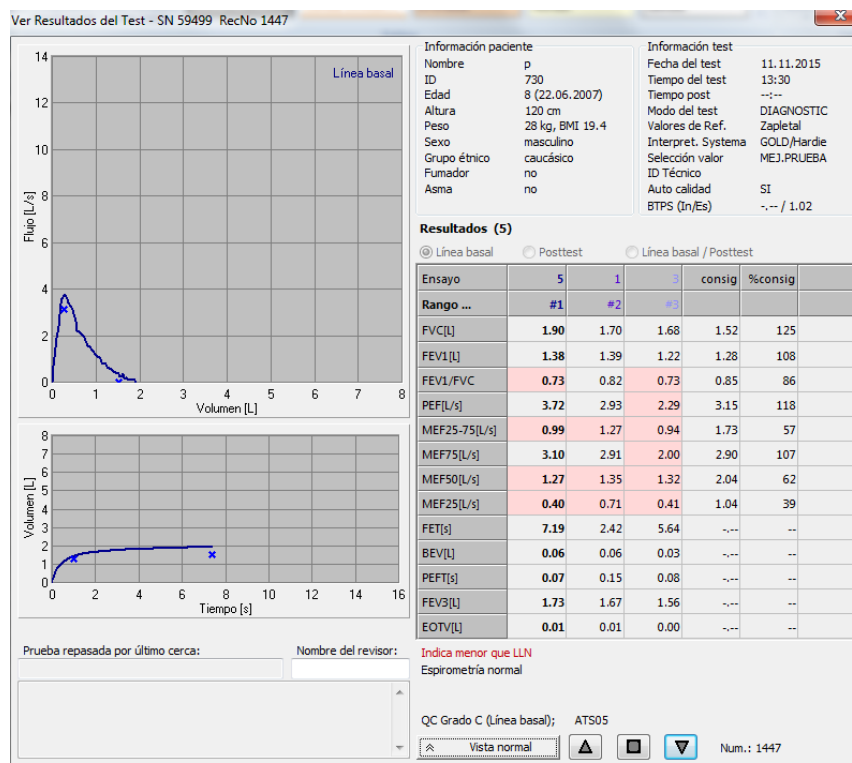 Ver Resultados del Test - SN 59499 RecNo 1447
Línea basal
14
12
10
8
6
4
2
0
Flujo [L/s]
0 1 2 3 4 5 6 7 8
Volumen [L]
8
7
6
5
4
3
2
1
0
Volumen [L]
0 2 4 6 8 10 12 14 16
Tiempo [s]
Prueba repasada por último cerca: Nombre del revisor:
Información paciente
Nombre p
ID 730
Edad 8 (22.06.2007)
Altura 120 cm
Peso 28 kg, BMI 19.4
Sexo masculino
Grupo étnico caucásico
Fumador no
Asma no
Información test
Fecha del test 11.11.2015
Tiempo del test 13:30
Tiempo post --:--
Modo del test DIAGNOSTIC
Valores de Ref. Zapletal
Interpret. Systema GOLD/Hardie
Selección valor MEJ.PRUEBA
ID Técnico
Auto calidad SI
BTPS (In/Es) -.-- / 1.02
Resultados (5)
Línea basal Posttest Línea basal / Posttest
Ensayo 5 1 3 consig %consig
Rango ... #1 #2 #3
FVC[L] 1.90 1.70 1.68 1.52 125
FEV1[L] 1.38 1.39 1.22 1.28 108
FEV1/FVC 0.73 0.82 0.73 0.85 86
PEF[L/s] 3.72 2.93 2.29 3.15 118
MEF25-75[L/s] 0.99 1.27 0.94 1.73 57
MEF75[L/s] 3.10 2.91 2.00 2.90 107
MEF50[L/s] 1.27 1.35 1.32 2.04 62
MEF25[L/s] 0.40 0.71 0.41 1.04 39
FET[s] 7.19 2.42 5.64 -.-- --
BEV[L] 0.06 0.06 0.03 -.-- --
PEFT[s] 0.07 0.15 0.08 -.-- --
FEV3[L] 1.73 1.67 1.56 -.-- --
EOTV[L] 0.01 0.01 0.00 -.-- --
Indica menor que LLN
Espirometría normal
QC Grado C (Línea basal); ATS05
Vista normal Num.: 1447